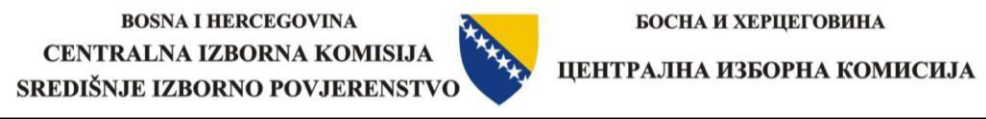 BOSNA I HERCEGOVINA
CENTRALNA IZBORNA KOMISIJA
SREDIŠNJE IZBORNO POVJERENSTVO
БОСНА И ХЕРЦЕГОВИНА
ЦЕНТРАЛНА ИЗБОРНА КОМИСИЈА